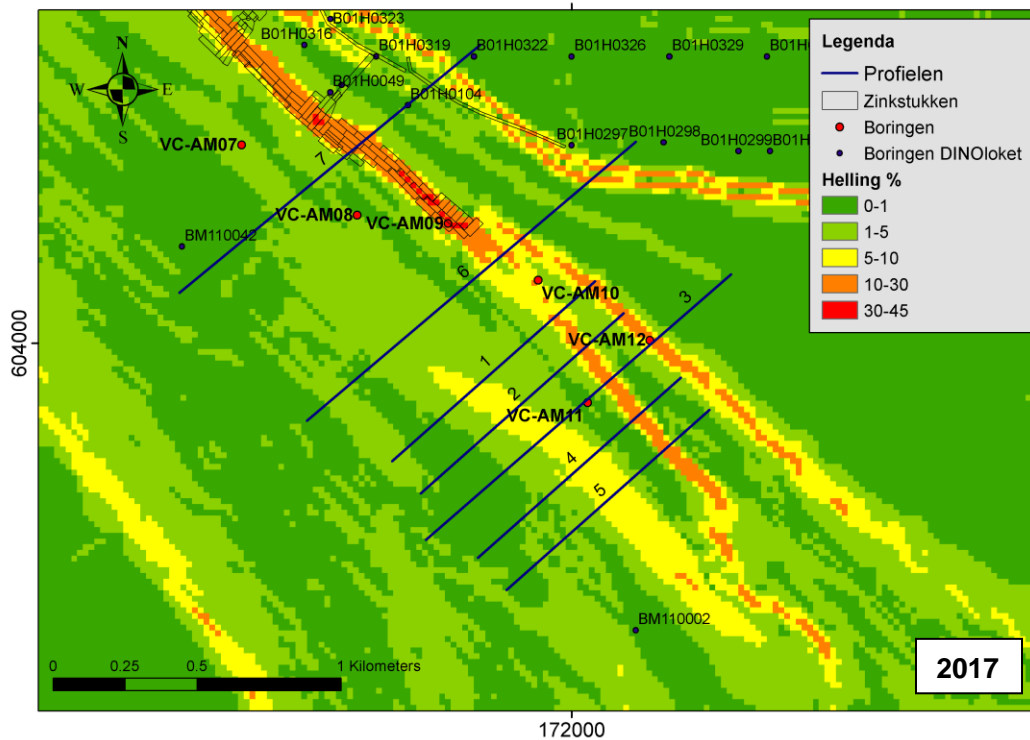 B01H0323
B01H0316
B01H0319
B01H0322
B01H0326
B01H0329
B01H0
B01H0049
B01H0104
B01H0297
B01H0298
B01H0299
B01H
N
W
E
S
VC-AM07
VC-AM08
VC-AM09
BM110042
VC-AM10
VC-AM12
VC-AM11
BM110002
7
6
3
1
2
4
5
Legenda
Profielen
Zinkstukken
Boringen
Boringen DINOloket
Helling %
0-1
1-5
5-10
10-30
30-45
604000
0 0.25 0.5 1 Kilometers
2017
172000